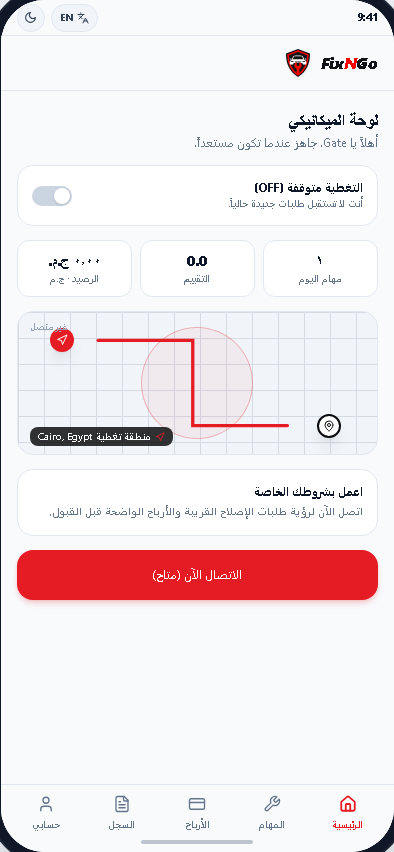 9:41
EN
FixNGo
لوحة الميكانيكي
أهلاً يا Gate. جاهز عندما تكون مستعداً.
التغطية متوقفة (OFF)
أنت لا تستقبل طلبات جديدة حالياً.
١
مهام اليوم
0.0
التقييم
٠٫٠٠ ج.م.
الرصيد · ج.م
غير متصل
منطقة تغطية Cairo, Egypt
اعمل بشروطك الخاصة
اتصل الآن لرؤية طلبات الإصلاح القريبة والأرباح الواضحة قبل القبول.
الاتصال الآن (متاح)
الرئيسية
المهام
الأرباح
السجل
حسابي